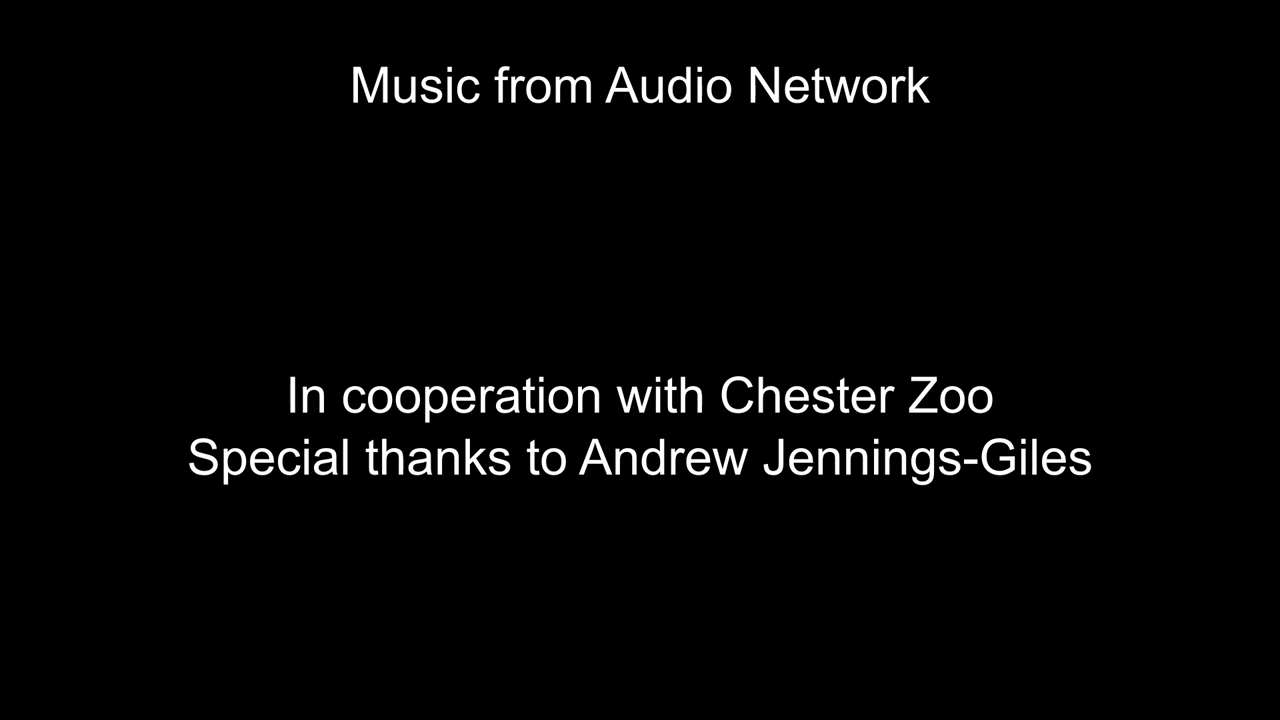 Music from Audio Network
In cooperation with Chester Zoo
Special thanks to Andrew Jennings-Giles